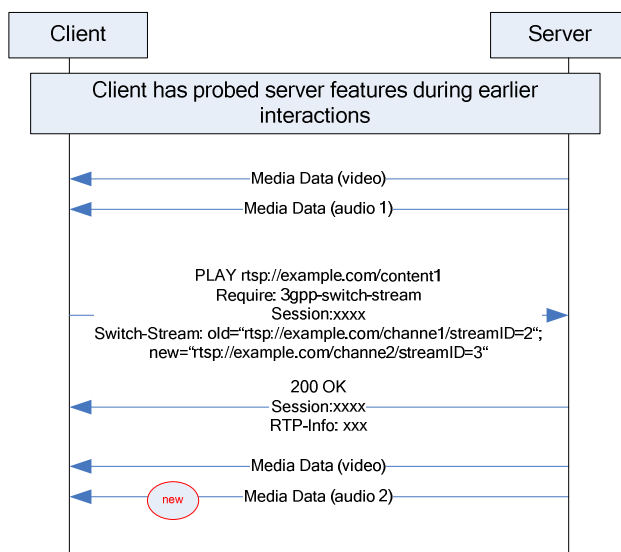 Client
Server
Client has probed server features during earlier
interactions
Media Data (video)
Media Data (audio 1)
PLAY rtsp://example.com/content1
Require: 3gpp-switch-stream
Session:xxxx
Switch-Stream: old=“rtsp://example.com/channe1/streamID=2“;
new=“rtsp://example.com/channe2/streamID=3“
200 OK
Session:xxxx
RTP-Info: xxx
Media Data (video)
new
Media Data (audio 2)